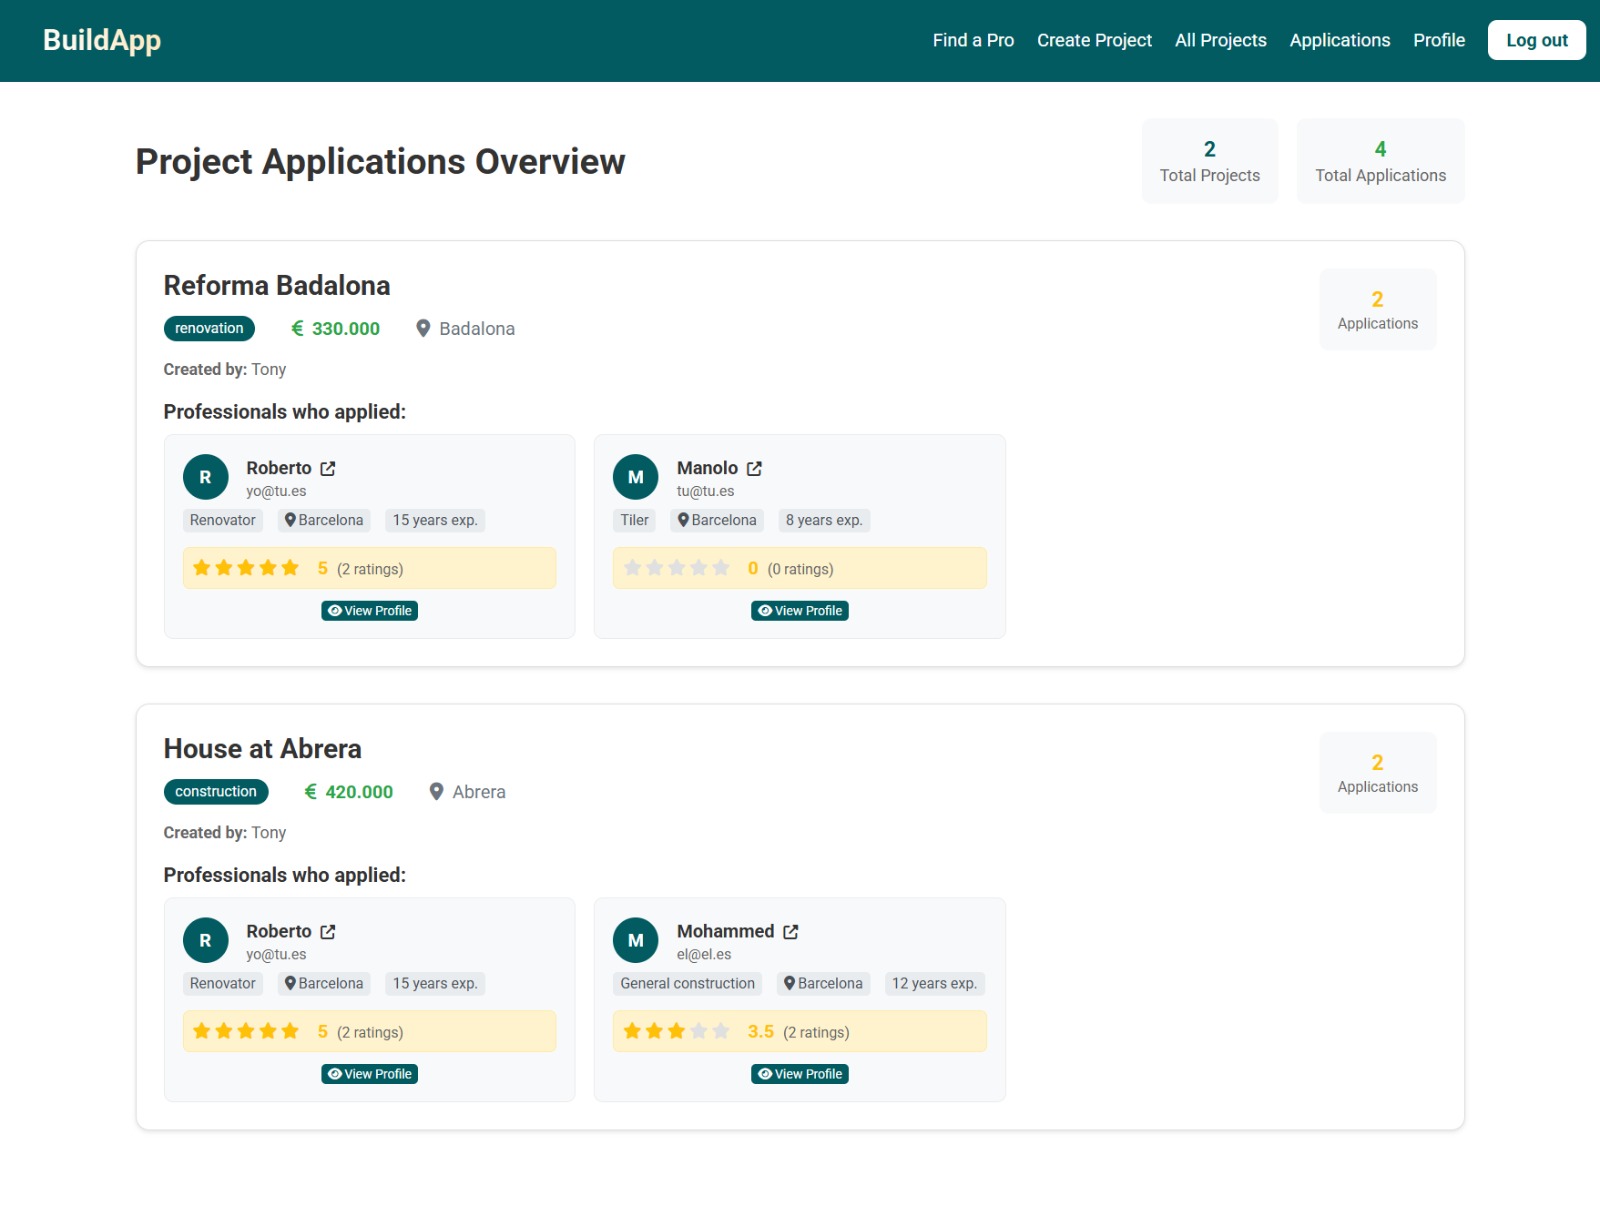 BuildApp
Find a Pro Create Project All Projects Applications Profile Log out
Project Applications Overview
2
Total Projects
4
Total Applications
Reforma Badalona
renovation € 330.000 Badalona
Created by: Tony
2
Applications
Professionals who applied:
R
Roberto
yo@tu.es
Renovator Barcelona 15 years exp.
5 (2 ratings)
View Profile
M
Manolo
tu@tu.es
Tiler Barcelona 8 years exp.
0 (0 ratings)
View Profile
House at Abrera
construction € 420.000 Abrera
Created by: Tony
2
Applications
Professionals who applied:
R
Roberto
yo@tu.es
Renovator Barcelona 15 years exp.
5 (2 ratings)
View Profile
M
Mohammed
el@el.es
General construction Barcelona 12 years exp.
3.5 (2 ratings)
View Profile